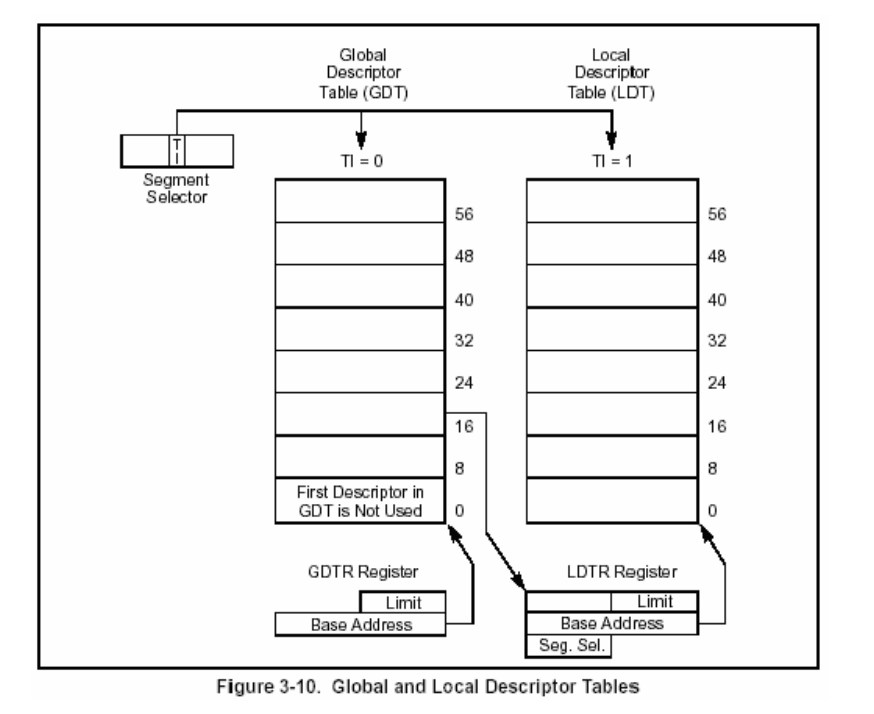 Global
Descriptor
Table (GDT)
Local
Descriptor
Table (LDT)
T
I
Segment
Selector
TI = 0
TI = 1
56
48
40
32
24
16
8
First Descriptor in
GDT is Not Used
0
56
48
40
32
24
16
8
0
GDTR Register
Limit
Base Address
LDTR Register
Limit
Base Address
Seg. Sel.
Figure 3-10. Global and Local Descriptor Tables